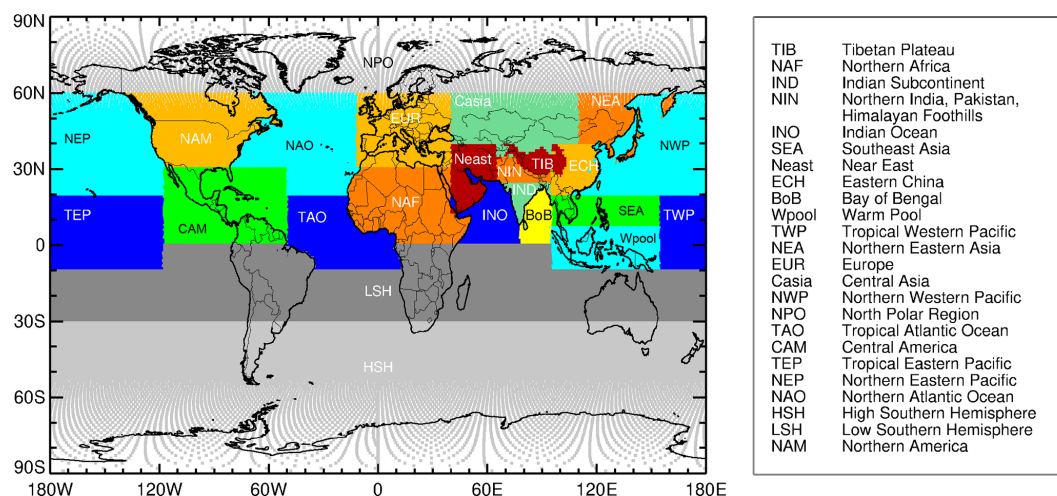 90N
60N
30N
0
30S
60S
90S
180W
120W
60W
0
60E
120E
180E
NPO
NEP
NAM
NAO
EUR
Casia
NEA
NWP
Neast
NIN
TIB
ECH
IND
TEP
CAM
TAO
NAF
INO
BoB
SEA
TWP
Wpool
LSH
HSH
TIB Tibetan Plateau
NAF Northern Africa
IND Indian Subcontinent
NIN Northern India, Pakistan,
Himalayan Foothills
INO Indian Ocean
SEA Southeast Asia
Neast Near East
ECH Eastern China
BoB Bay of Bengal
Wpool Warm Pool
TWP Tropical Western Pacific
NEA Northern Eastern Asia
EUR Europe
Casia Central Asia
NWP Northern Western Pacific
NPO North Polar Region
TAO Tropical Atlantic Ocean
CAM Central America
TEP Tropical Eastern Pacific
NEP Northern Eastern Pacific
NAO Northern Atlantic Ocean
HSH High Southern Hemisphere
LSH Low Southern Hemisphere
NAM Northern America